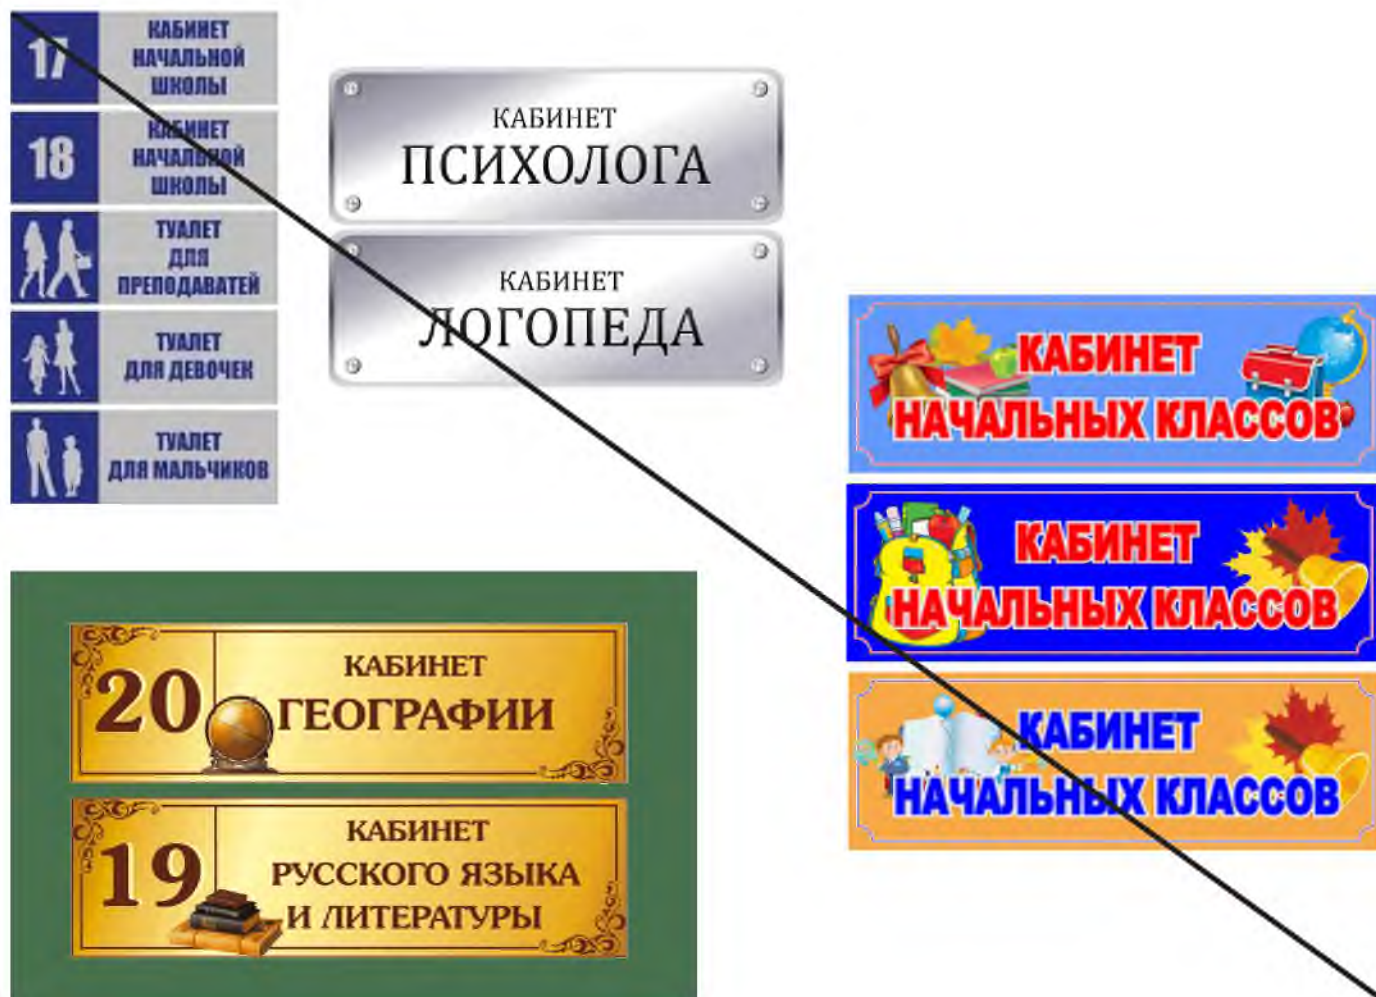 17
КАБИНЕТ
НАЧАЛЬНОЙ
ШКОЛЫ
18
КАБИНЕТ
НАЧАЛЬНОЙ
ШКОЛЫ
ТУАЛЕТ
ДЛЯ
ПРЕПОДАВАТЕЙ
ТУАЛЕТ
ДЛЯ ДЕВОЧЕК
ТУАЛЕТ
ДЛЯ МАЛЬЧИКОВ
КАБИНЕТ
ПСИХОЛОГА
КАБИНЕТ
ЛОГОПЕДА
КАБИНЕТ
НАЧАЛЬНЫХ КЛАССОВ
КАБИНЕТ
НАЧАЛЬНЫХ КЛАССОВ
КАБИНЕТ
НАЧАЛЬНЫХ КЛАССОВ
20
КАБИНЕТ
ГЕОГРАФИИ
19
КАБИНЕТ
РУССКОГО ЯЗЫКА
И ЛИТЕРАТУРЫ